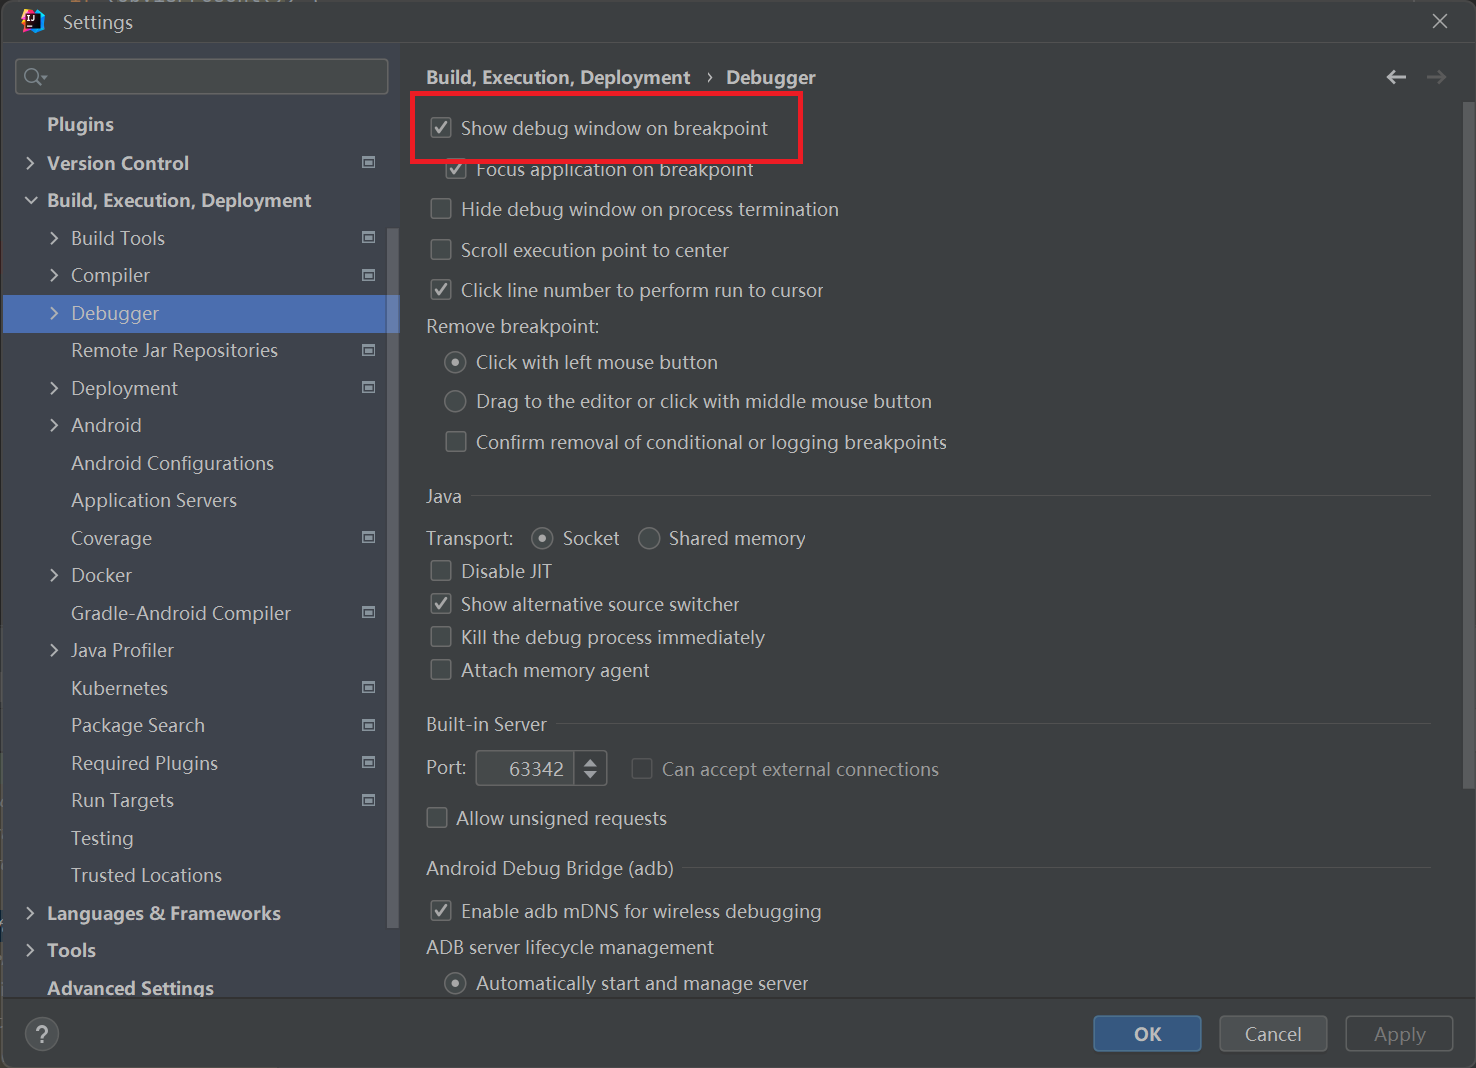 Settings
Plugins
Version Control
Build, Execution, Deployment
Build Tools
Compiler
Debugger
Remote Jar Repositories
Deployment
Android
Android Configurations
Application Servers
Coverage
Docker
Gradle-Android Compiler
Java Profiler
Kubernetes
Package Search
Required Plugins
Run Targets
Testing
Trusted Locations
Languages & Frameworks
Tools
Advanced Settings
Build, Execution, Deployment › Debugger
Show debug window on breakpoint
Focus application on breakpoint
Hide debug window on process termination
Scroll execution point to center
Click line number to perform run to cursor
Remove breakpoint:
Click with left mouse button
Drag to the editor or click with middle mouse button
Confirm removal of conditional or logging breakpoints
Java
Transport: Socket Shared memory
Disable JIT
Show alternative source switcher
Kill the debug process immediately
Attach memory agent
Built-in Server
Port: 63342 Can accept external connections
Allow unsigned requests
Android Debug Bridge (adb)
Enable adb mDNS for wireless debugging
ADB server lifecycle management
Automatically start and manage server
? OK Cancel Apply